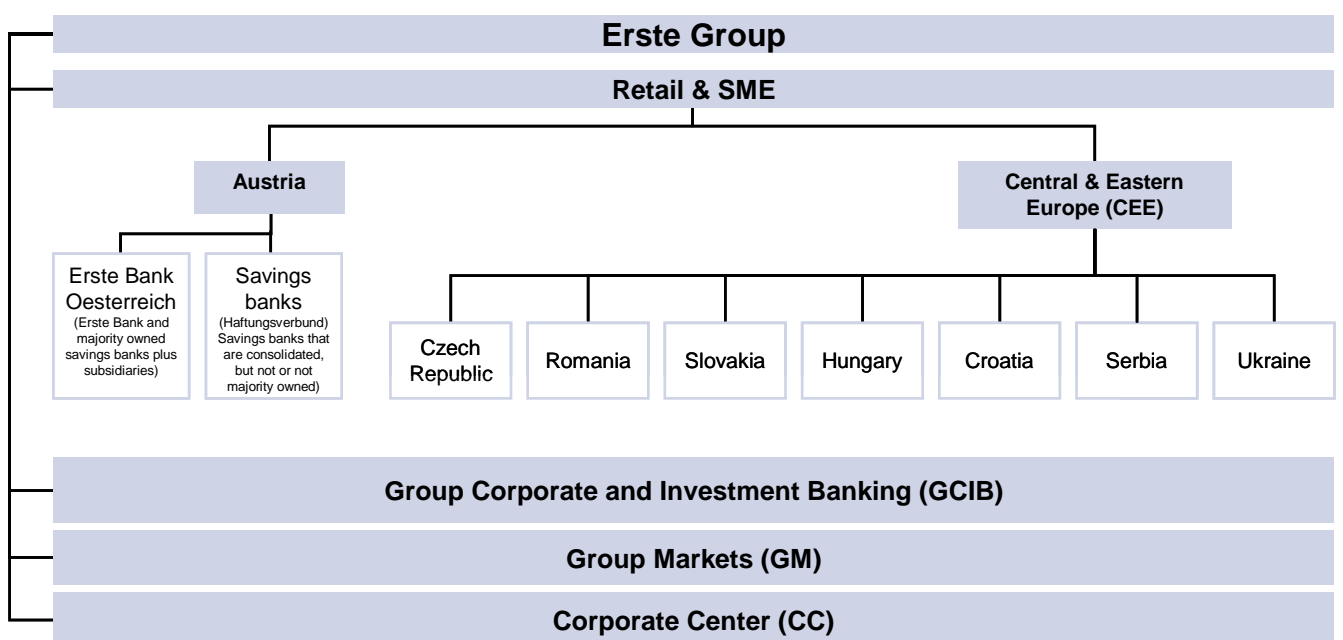 Erste Group
Retail & SME
Austria
Central & Eastern
Europe (CEE)
Erste Bank
Oesterreich
(Erste Bank and
majority owned
savings banks plus
subsidiaries)
Savings
banks
(Haftungsverbund)
Savings banks that
are consolidated,
but not or not
majority owned)
Czech
Republic
Romania
Slovakia
Hungary
Croatia
Serbia
Ukraine
Group Corporate and Investment Banking (GCIB)
Group Markets (GM)
Corporate Center (CC)